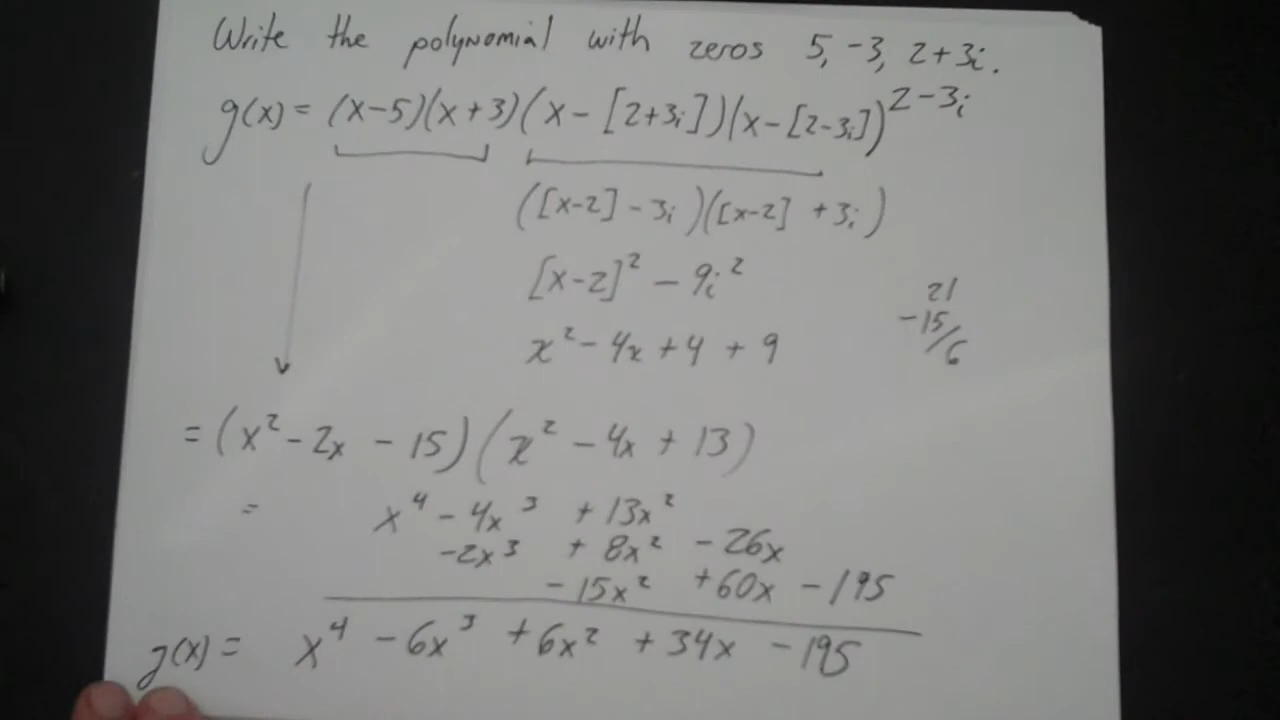 Write the polynomial with zeros 5, -3, 2+3i.
g(x) = (x-5)(x+3)(x-[2+3i])(x-[2-3i]) 2-3i
([x-2]-3i)([x-2] +3i)
[x-2]² - 9i²
x² - 4x + 4 + 9
21
-15/
6
= (x² - 2x - 15)(x² - 4x + 13)
= x⁴ - 4x³ + 13x²
-2x³ + 8x² - 26x
- 15x² +60x - 195
g(x) = x⁴ - 6x³ + 6x² + 34x - 195